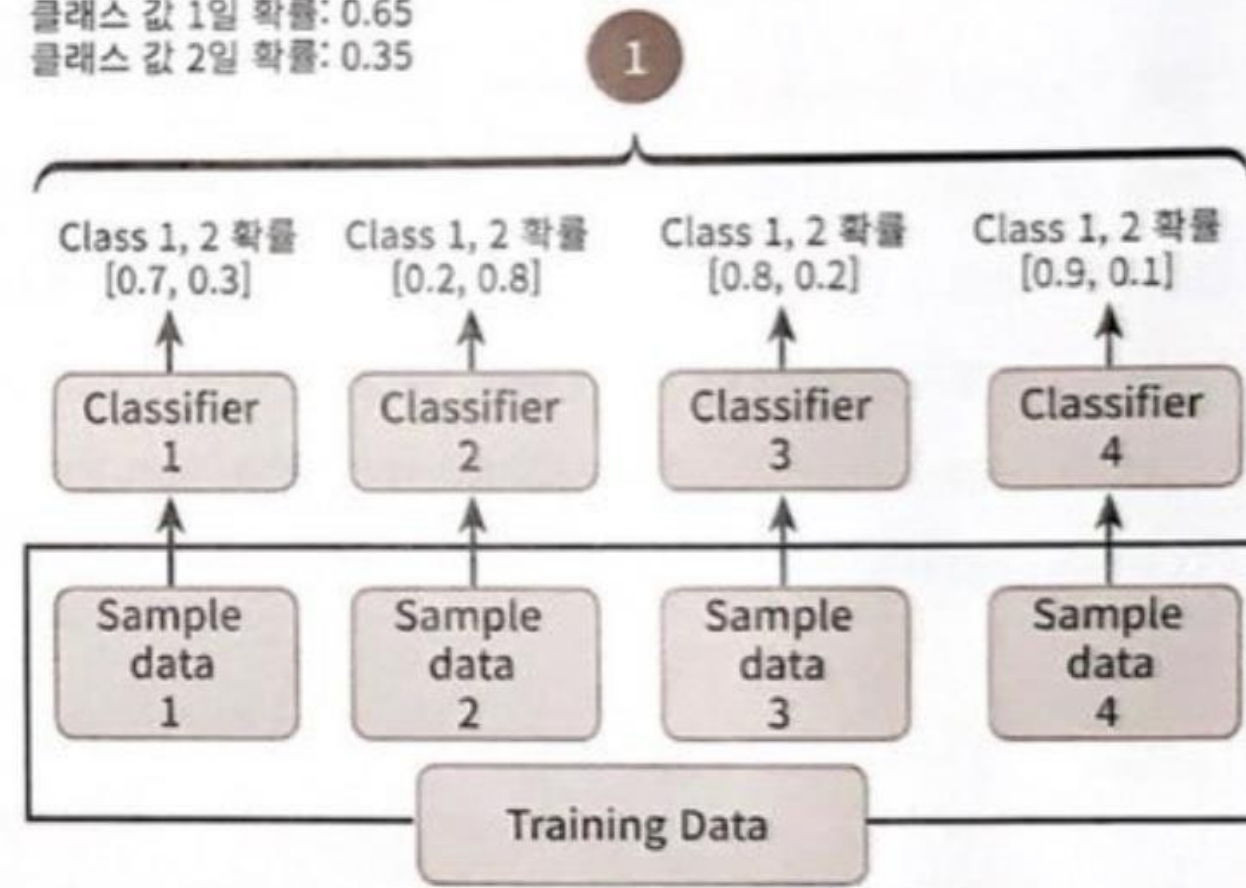 클래스 값 1일 확률: 0.65
클래스 값 2일 확률: 0.35
1
Class 1, 2 확률
[0.7, 0.3]
Class 1, 2 확률
[0.2, 0.8]
Class 1, 2 확률
[0.8, 0.2]
Class 1, 2 확률
[0.9, 0.1]
Classifier
1
Classifier
2
Classifier
3
Classifier
4
Sample
data
1
Sample
data
2
Sample
data
3
Sample
data
4
Training Data